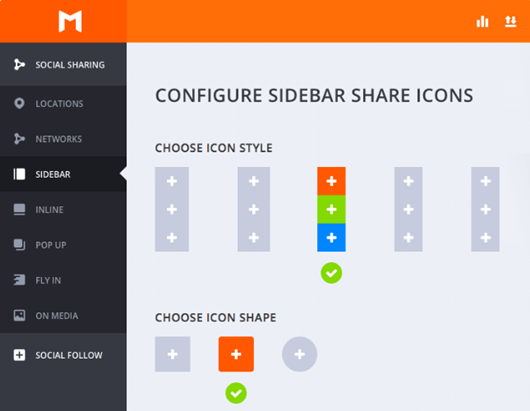 SOCIAL SHARING
LOCATIONS
NETWORKS
SIDEBAR
INLINE
POP UP
FLY IN
ON MEDIA
SOCIAL FOLLOW
CONFIGURE SIDEBAR SHARE ICONS
CHOOSE ICON STYLE
CHOOSE ICON SHAPE